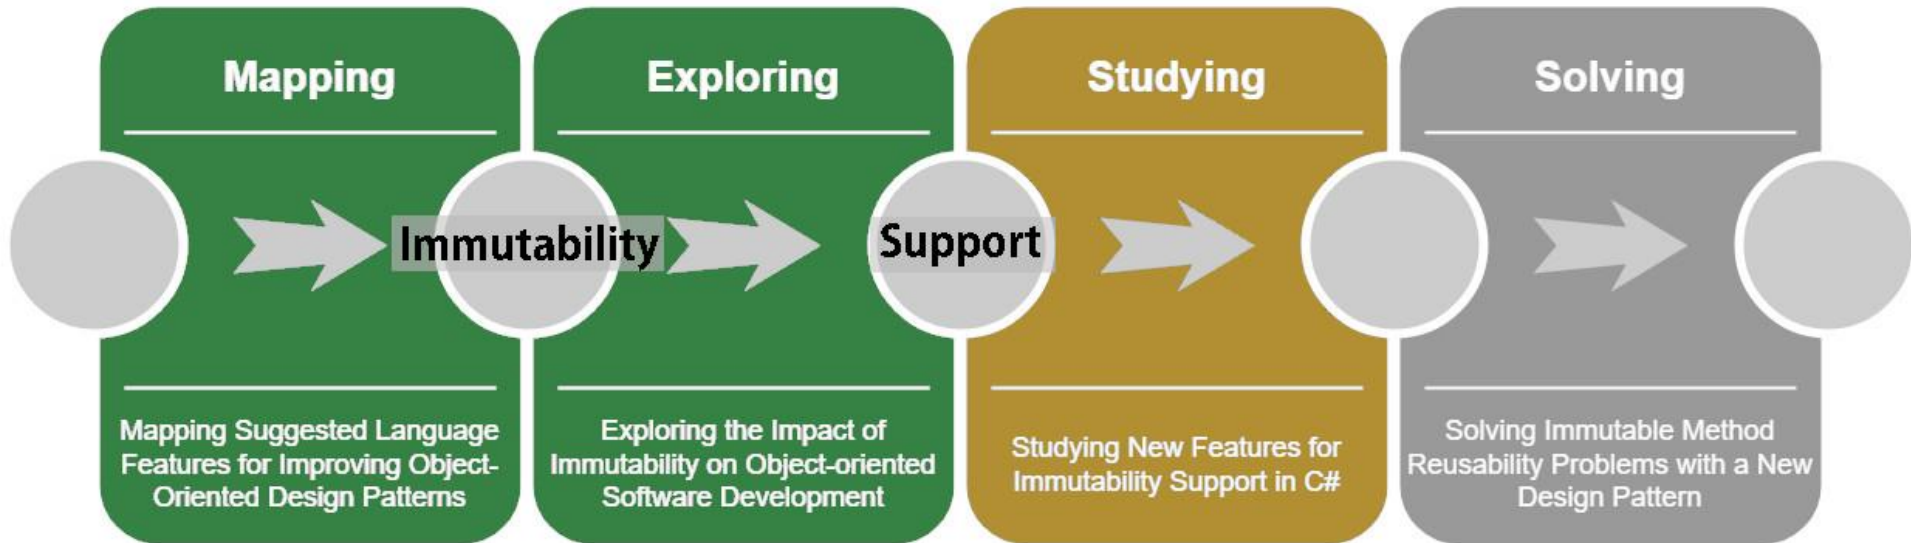 Mapping
Exploring
Studying
Solving
Immutability
Support
Mapping Suggested Language
Features for Improving Object-
Oriented Design Patterns
Exploring the Impact of
Immutability on Object-oriented
Software Development
Studying New Features for
Immutability Support in C#
Solving Immutable Method
Reusability Problems with a New
Design Pattern